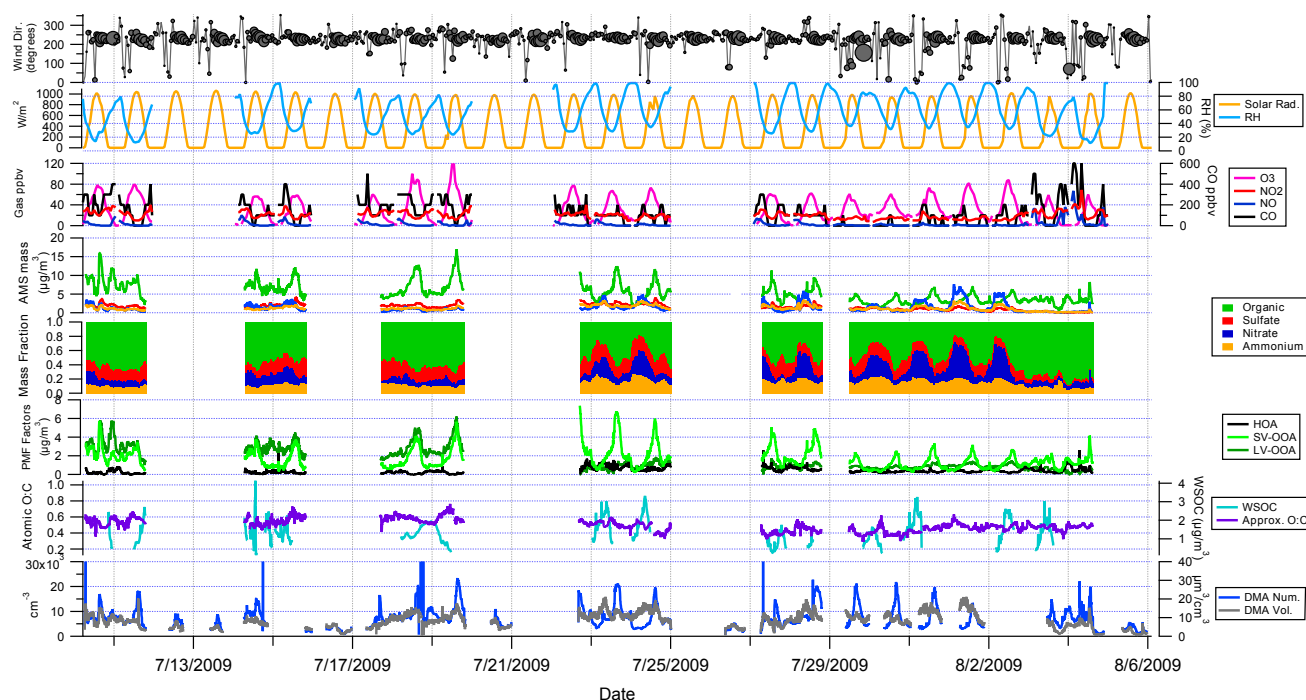 Wind Dir.
(degrees)
300
200
100
0
W/m²
1000
800
600
400
200
0
100
80
60
40
20
0
RH (%)
Solar Rad.
RH
Gas ppbv
120
80
40
0
600
400
200
0
CO ppbv
O3
NO2
NO
CO
AMS mass
(µg/m³)
20
15
10
5
0
Mass Fraction
1.0
0.8
0.6
0.4
0.2
0.0
Organic
Sulfate
Nitrate
Ammonium
PMF Factors
(µg/m³)
8
6
4
2
0
HOA
SV-OOA
LV-OOA
Atomic O:C
1.0
0.8
0.6
0.4
0.2
4
3
2
1
WSOC (µg/m³)
WSOC
Approx. O:C
cm⁻³
30x10³
20
10
0
40
30
20
10
0
µm³/cm³
DMA Num.
DMA Vol.
7/13/2009 7/17/2009 7/21/2009 7/25/2009 7/29/2009 8/2/2009 8/6/2009
Date